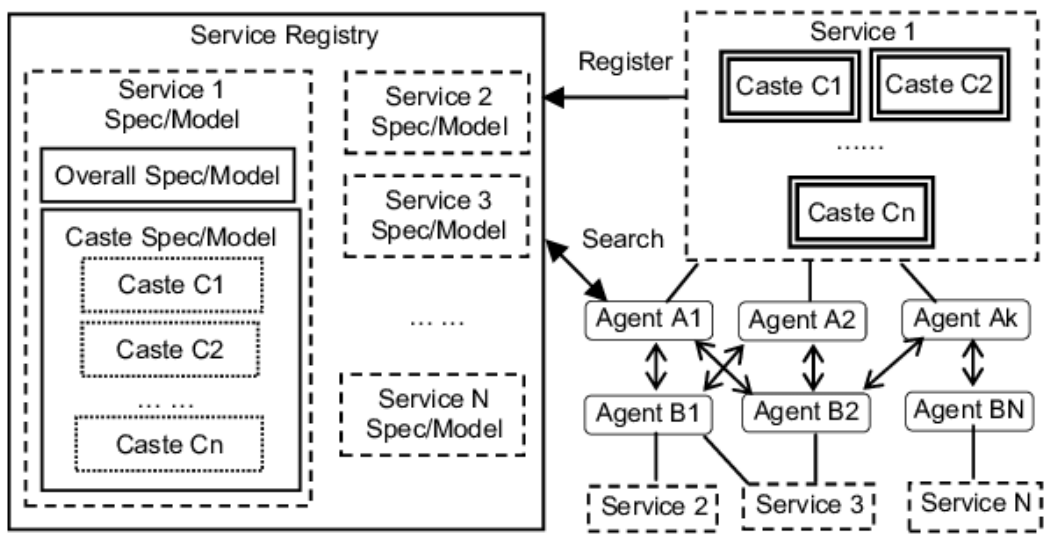 Service Registry
Service 1
Spec/Model
Overall Spec/Model
Caste Spec/Model
Caste C1
Caste C2
... ...
Caste Cn
Service 2
Spec/Model
Service 3
Spec/Model
... ...
Service N
Spec/Model
Register
Search
Service 1
Caste C1
Caste C2
......
Caste Cn
Agent A1
Agent A2
Agent Ak
Agent B1
Agent B2
Agent BN
Service 2
Service 3
Service N